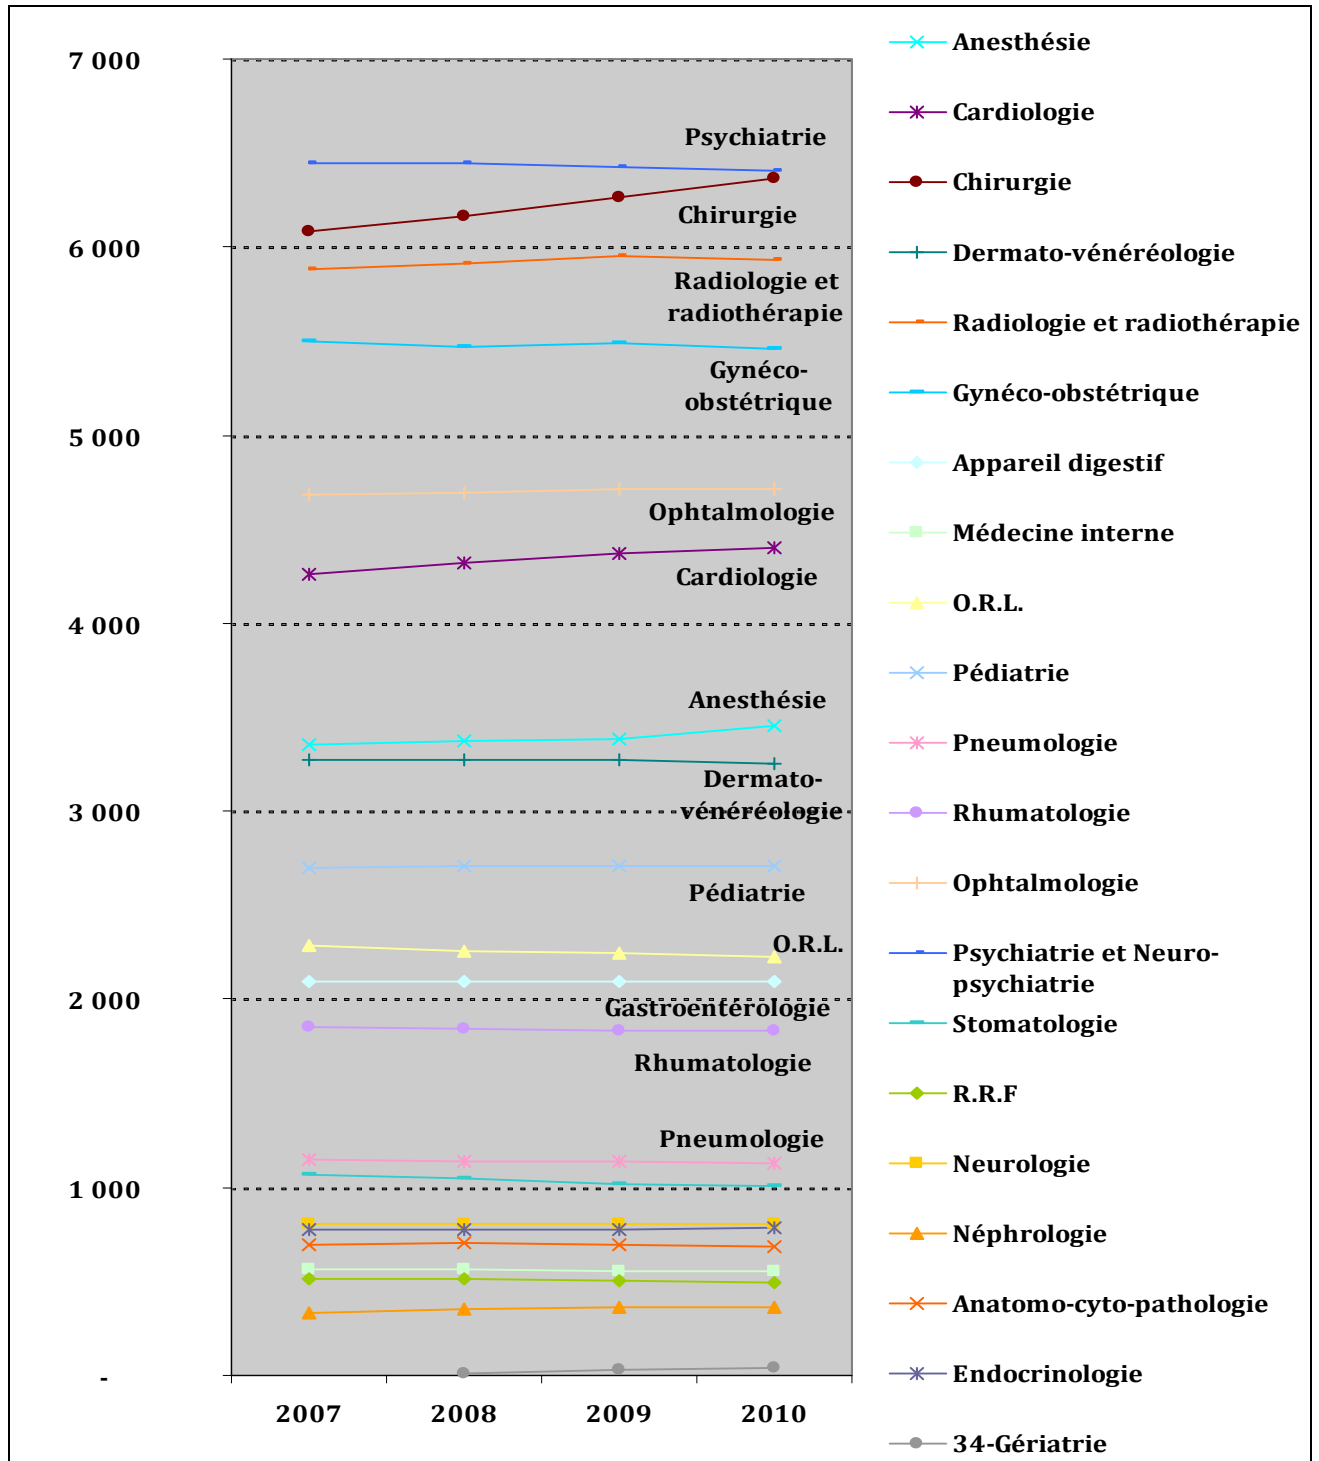 7 000
6 000
5 000
4 000
3 000
2 000
1 000
-
2007
2008
2009
2010
Psychiatrie
Chirurgie
Radiologie et
radiothérapie
Gynéco-
obstétrique
Ophtalmologie
Cardiologie
Anesthésie
Dermato-
vénéréologie
Pédiatrie
O.R.L.
Gastroentérologie
Rhumatologie
Pneumologie
Anesthésie
Cardiologie
Chirurgie
Dermato-vénéréologie
Radiologie et radiothérapie
Gynéco-obstétrique
Appareil digestif
Médecine interne
O.R.L.
Pédiatrie
Pneumologie
Rhumatologie
Ophtalmologie
Psychiatrie et Neuro-
psychiatrie
Stomatologie
R.R.F
Neurologie
Néphrologie
Anatomo-cyto-pathologie
Endocrinologie
34-Gériatrie